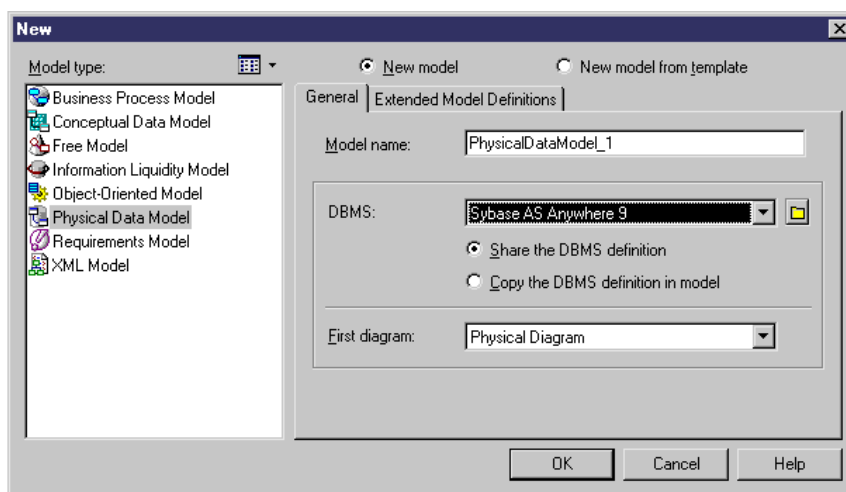 New
Model type:
New model
New model from template
Business Process Model
Conceptual Data Model
Free Model
Information Liquidity Model
Object-Oriented Model
Physical Data Model
Requirements Model
XML Model
General
Extended Model Definitions
Model name:
PhysicalDataModel_1
DBMS:
Sybase AS Anywhere 9
Share the DBMS definition
Copy the DBMS definition in model
First diagram:
Physical Diagram
OK
Cancel
Help